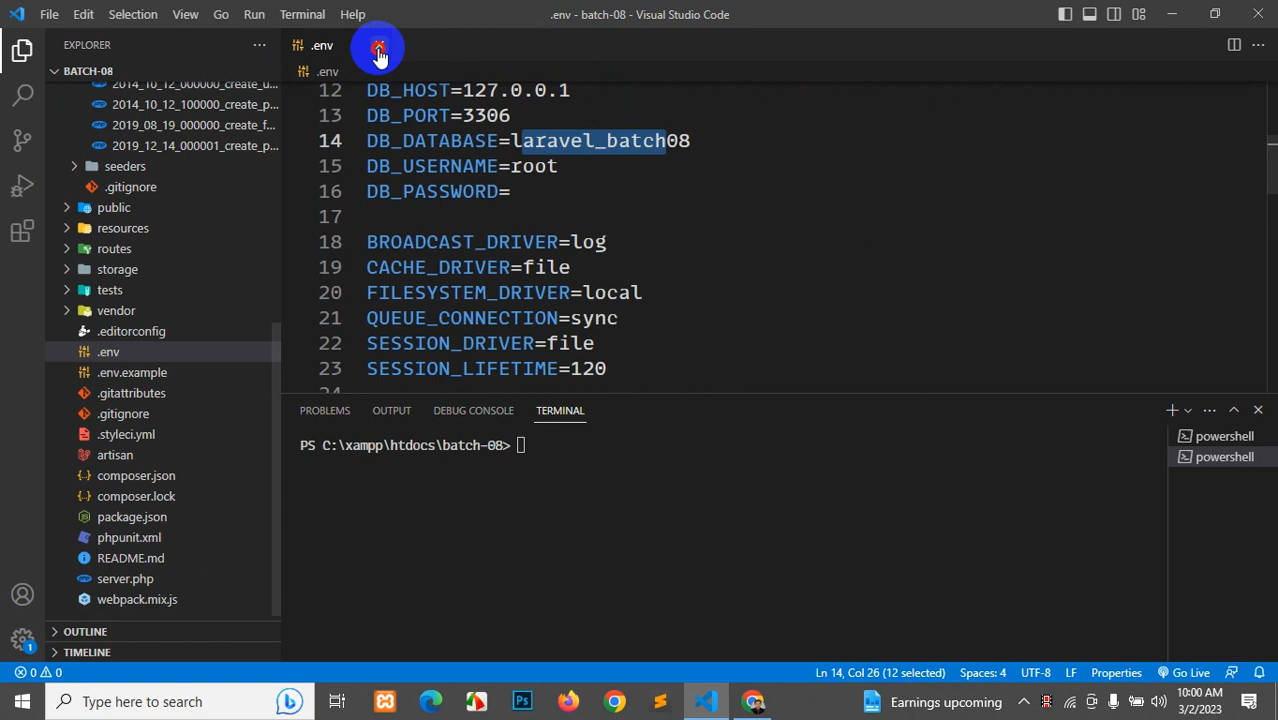 File Edit Selection View Go Run Terminal Help
.env - batch-08 - Visual Studio Code
EXPLORER
BATCH-08
2014_10_12_000000_create_u...
2014_10_12_100000_create_p...
2019_08_19_000000_create_f...
2019_12_14_000001_create_p...
seeders
.gitignore
public
resources
routes
storage
tests
vendor
.editorconfig
.env
.env.example
.gitattributes
.gitignore
.styleci.yml
artisan
composer.json
composer.lock
package.json
phpunit.xml
README.md
server.php
webpack.mix.js
OUTLINE
TIMELINE
.env
.env
12 DB_HOST=127.0.0.1
13 DB_PORT=3306
14 DB_DATABASE=laravel_batch08
15 DB_USERNAME=root
16 DB_PASSWORD=
17
18 BROADCAST_DRIVER=log
19 CACHE_DRIVER=file
20 FILESYSTEM_DRIVER=local
21 QUEUE_CONNECTION=sync
22 SESSION_DRIVER=file
23 SESSION_LIFETIME=120
24
PROBLEMS OUTPUT DEBUG CONSOLE TERMINAL
PS C:\xampp\htdocs\batch-08>
powershell
powershell
1
0 0 Ln 14, Col 26 (12 selected) Spaces: 4 UTF-8 LF Properties Go Live
Type here to search
Ps
Earnings upcoming
10:00 AM
3/2/2023